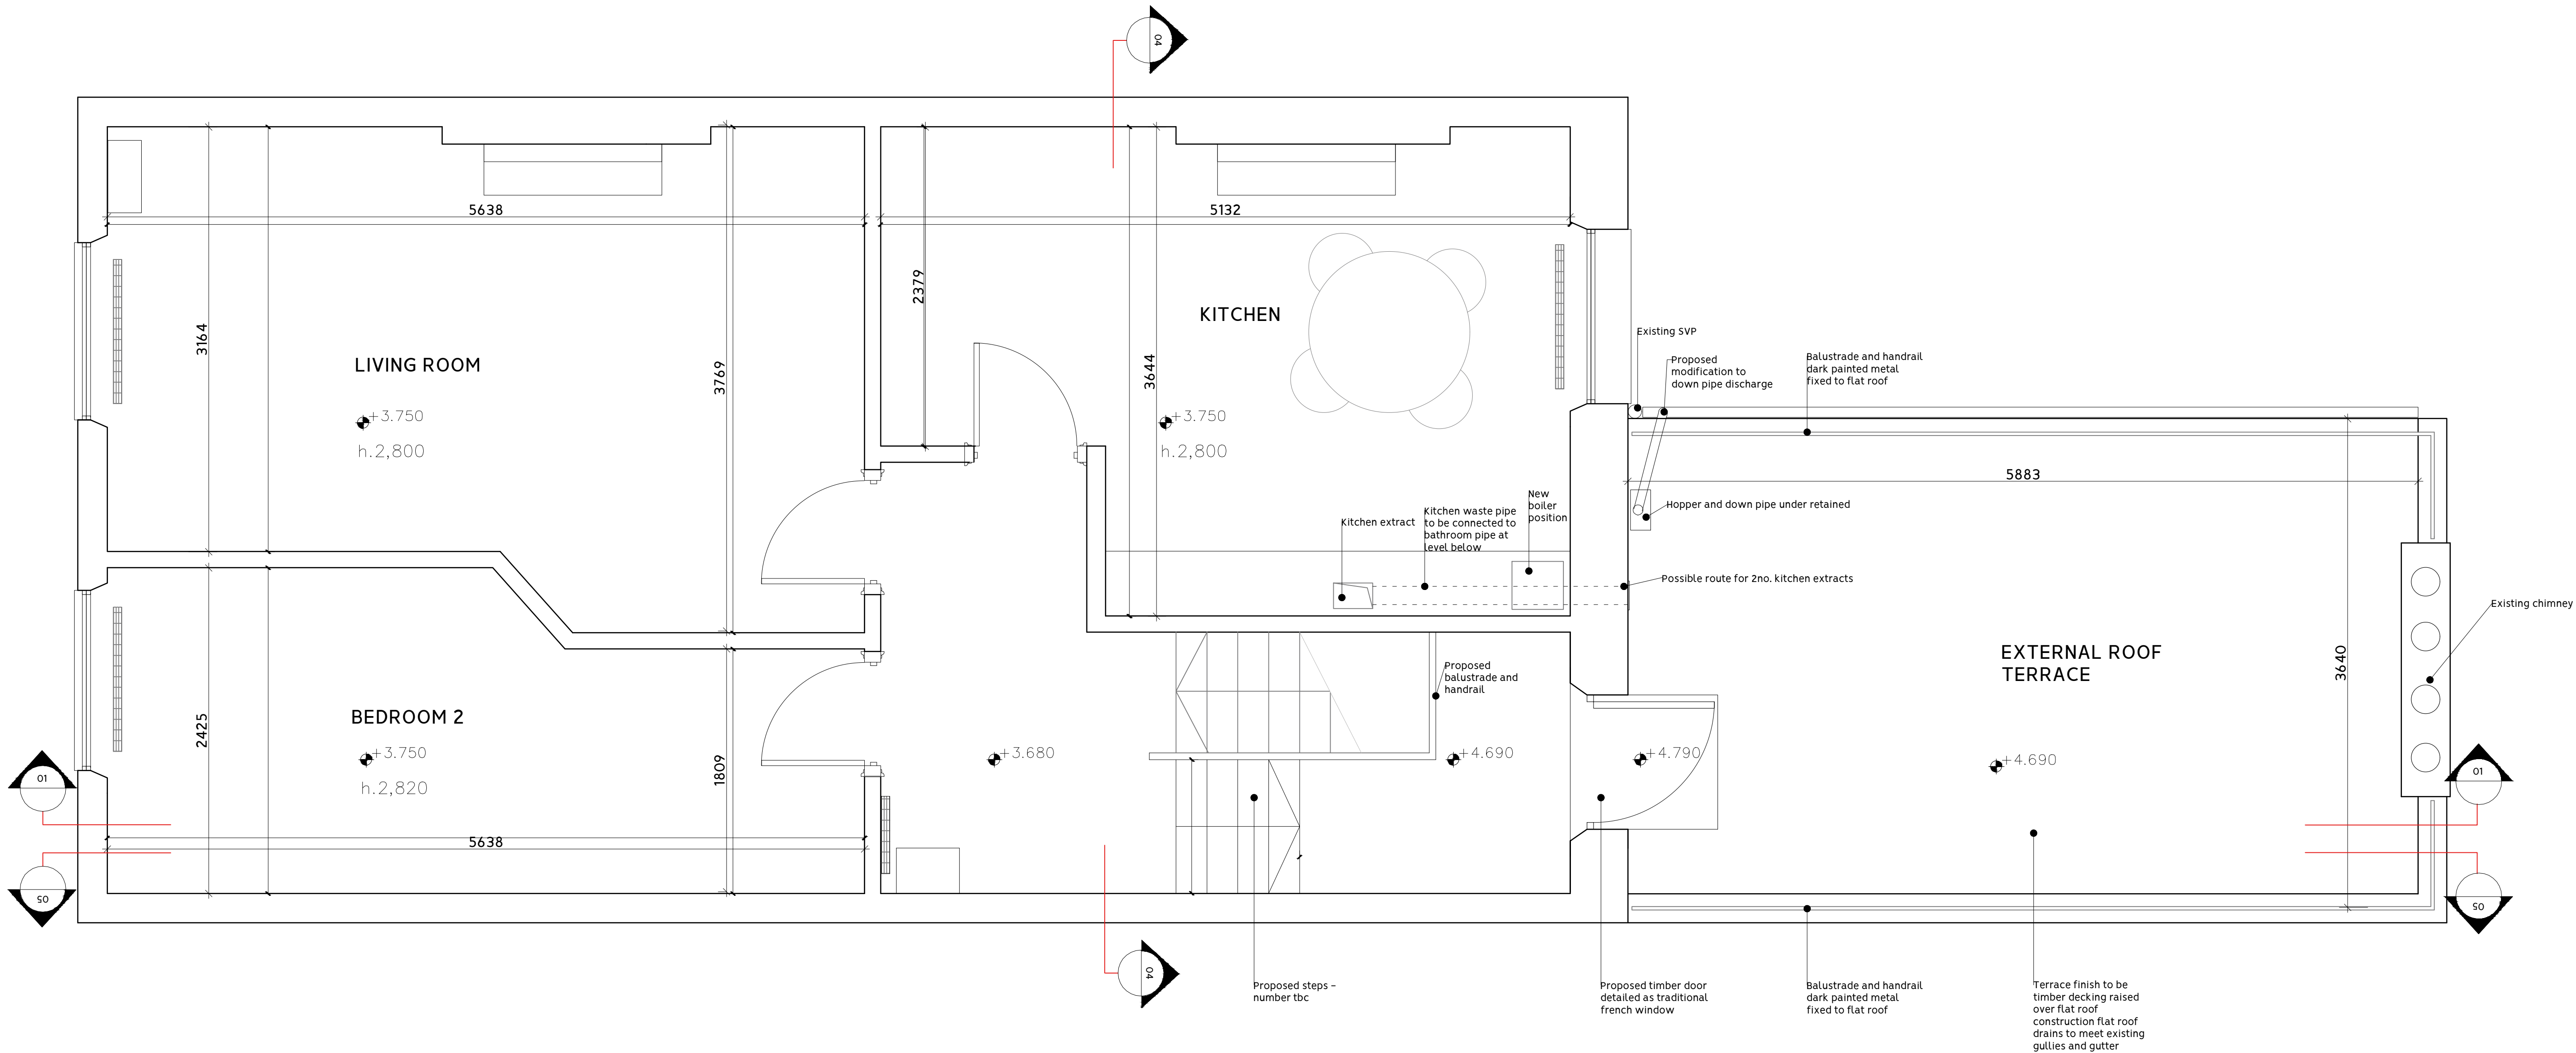 04
5638
5132
2379
3164
3769
3644
KITCHEN
LIVING ROOM
+3.750
h.2,800
+3.750
h.2,800
Existing SVP
Proposed
modification to
down pipe discharge
Balustrade and handrail
dark painted metal
fixed to flat roof
5883
Hopper and down pipe under retained
New
boiler
position
Kitchen waste pipe
to be connected to
bathroom pipe at
level below
Kitchen extract
Possible route for 2no. kitchen extracts
Existing chimney
EXTERNAL ROOF
TERRACE
3640
Proposed
balustrade and
handrail
BEDROOM 2
2425
1809
+3.750
h.2,820
+3.680
+4.690
+4.790
+4.690
01
01
5638
05
05
04
Proposed steps –
number tbc
Proposed timber door
detailed as traditional
french window
Balustrade and handrail
dark painted metal
fixed to flat roof
Terrace finish to be
timber decking raised
over flat roof
construction flat roof
drains to meet existing
gullies and gutter